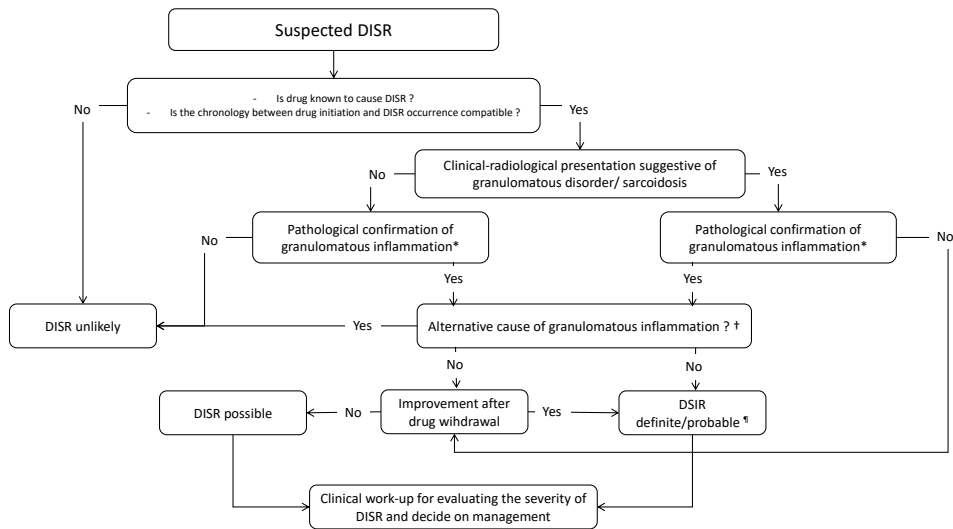 Suspected DISR
- Is drug known to cause DISR ?
- Is the chronology between drug initiation and DISR occurrence compatible ?
No
Yes
Clinical-radiological presentation suggestive of
granulomatous disorder/ sarcoidosis
No
Yes
Pathological confirmation of
granulomatous inflammation*
Pathological confirmation of
granulomatous inflammation*
No
No
Yes
Yes
DISR unlikely
Yes
Alternative cause of granulomatous inflammation ? †
No
No
DISR possible
No
Improvement after
drug wihdrawal
Yes
DSIR
definite/probable ¶
Clinical work-up for evaluating the severity of
DISR and decide on management